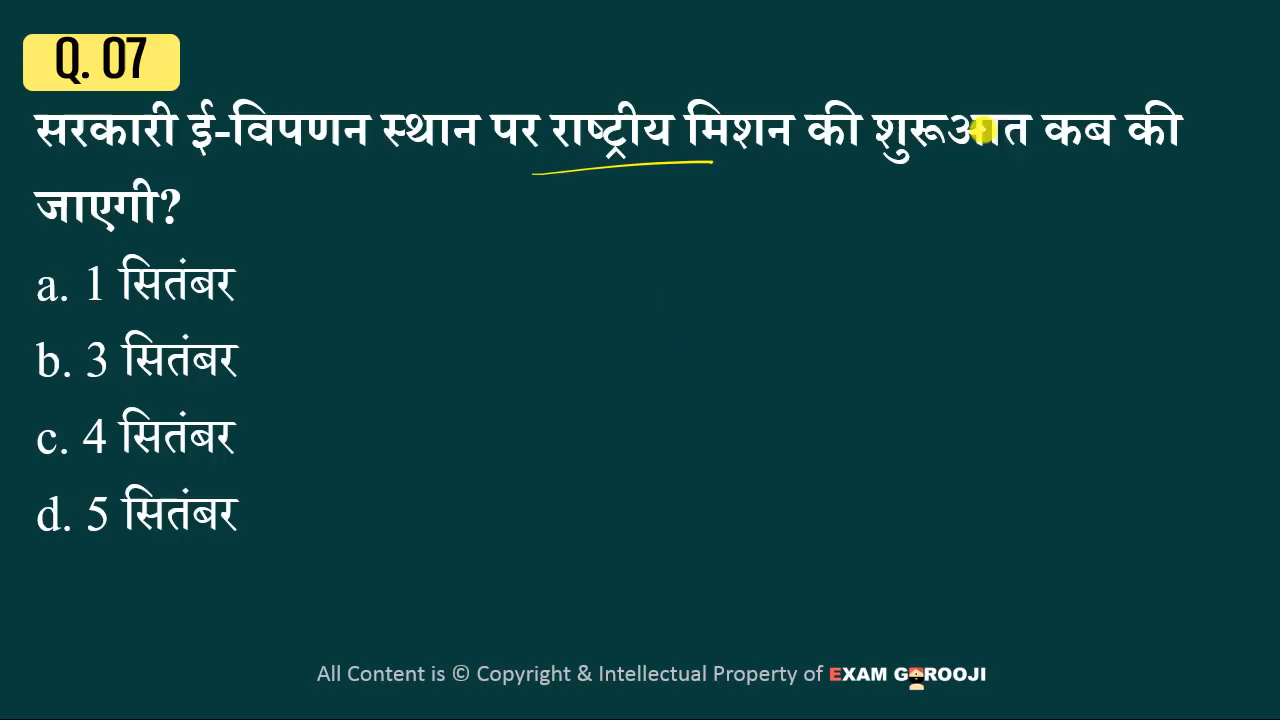 Q. 07
सरकारी ई-विपणन स्थान पर राष्ट्रीय मिशन की शुरूआत कब की
जाएगी?
a. 1 सितंबर
b. 3 सितंबर
c. 4 सितंबर
d. 5 सितंबर
All Content is © Copyright & Intellectual Property of EXAM GUROOJI